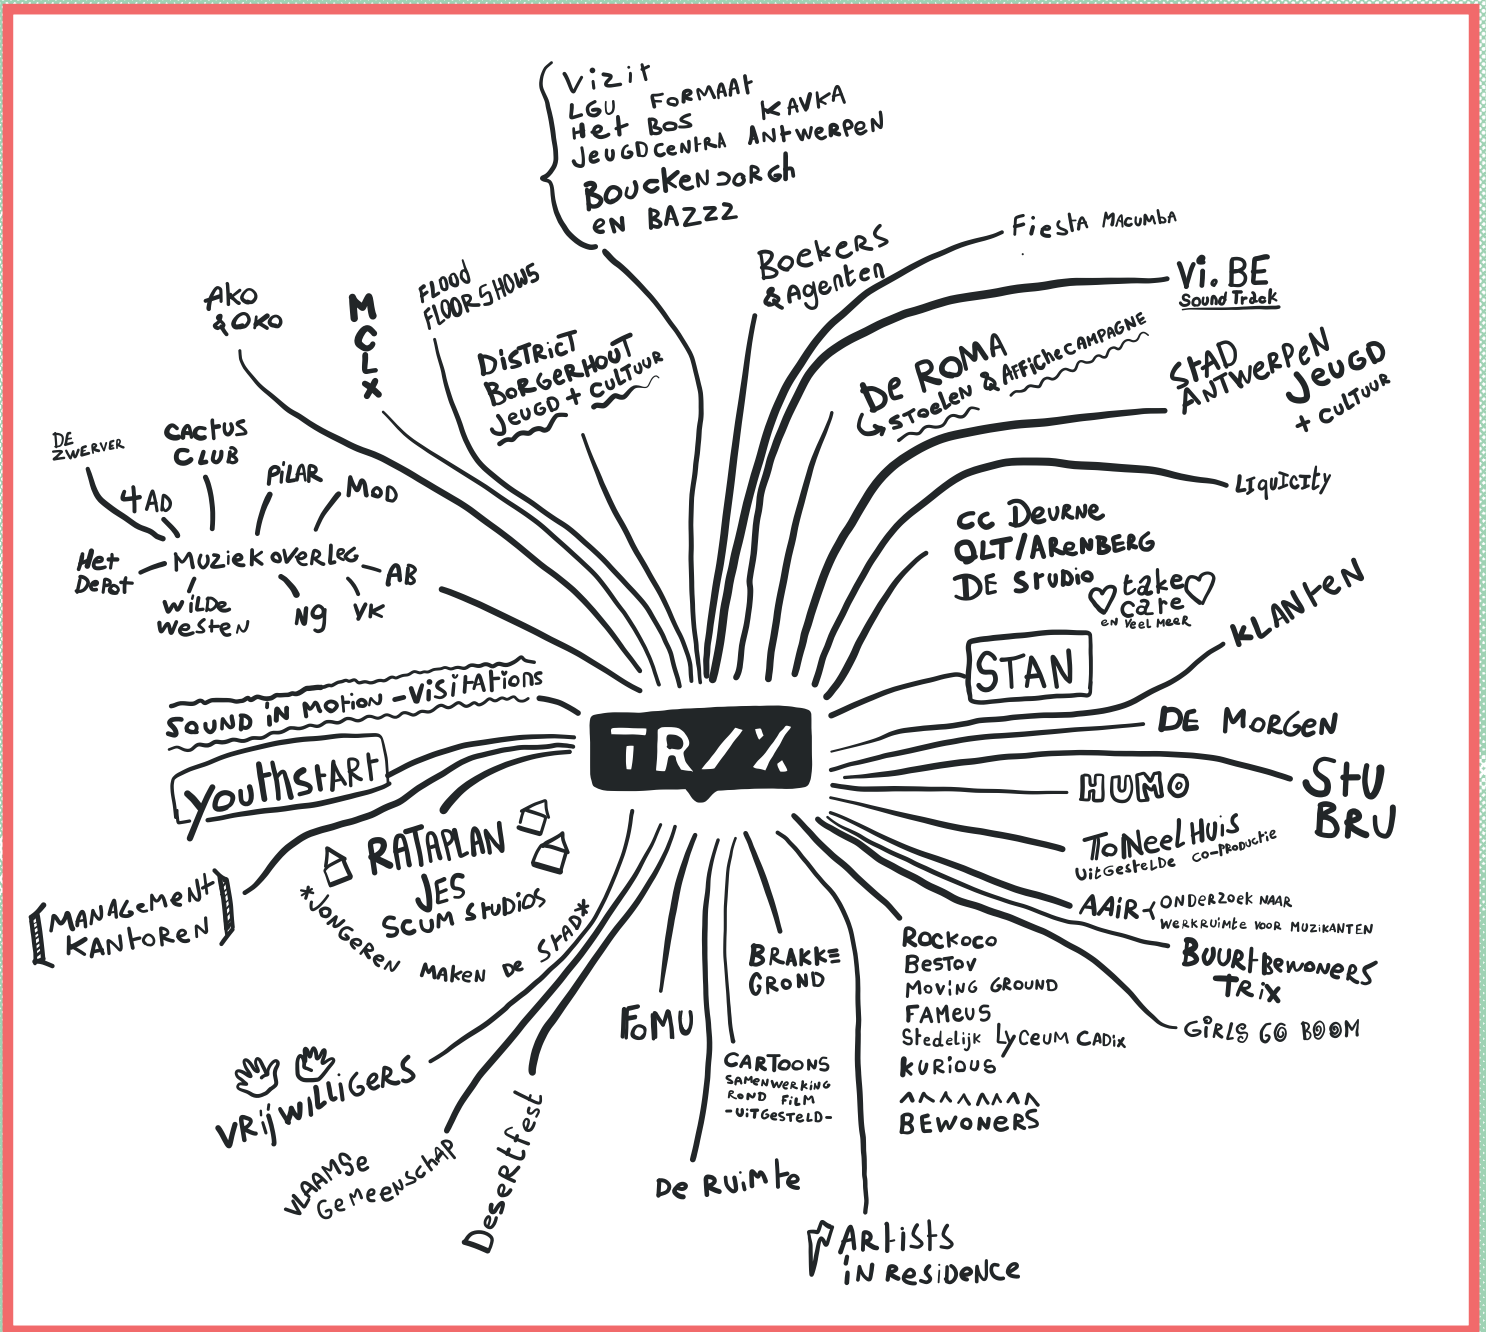 Vizit
LGU FORMAAT
Het Bos KAVKA
JEUGDCENTRA ANTWERPEN
BOUCKENBORGH
EN BAZZZ
BOEKERS
& AGENTEN
FIESTA MACUMBA
Vi.BE
Sound Track
DE ROMA
STOELEN & AFFICHECAMPAGNE
STAD
ANTWERPEN
JEUGD
+ CULTUUR
LIQUICITY
CC DEURNE
OLT/ARENBERG
DE STUDIO
take
care
EN VEEL MEER
STAN
KLANTEN
DE MORGEN
STU
BRU
HUMO
TONEELHUIS
UITGESTELDE CO-PRODUCTIE
AAIR
ONDERZOEK NAAR
WERKRUIMTE VOOR MUZIKANTEN
BUURTBEWONERS
TRIX
GIRLS GO BOOM
ROCKOCO
BESTOV
MOVING GROUND
FAMEUS
Stedelijk LYCEUM CADIX
KURIOUS
BEWONERS
ARTISTS
IN RESIDENCE
BRAKKE
GROND
CARTOONS
SAMENWERKING
ROND FILM
-UITGESTELD-
DE RUIMTE
FOMU
Desertfest
VLAAMSE
GEMEENSCHAP
VRIJWILLIGERS
RATAPLAN
JES
SCUM STUDIOS
*JONGEREN MAKEN DE STAD*
[MANAGEMENT
KANTOREN]
YOUTHSTART
SOUND IN MOTION - VISITATIONS
MUZIEKOVERLEG
DE
ZWERVER
4AD
CACTUS
CLUB
PILAR
MOD
HET
DEPOT
WILDE
WESTEN
N9
VK
AB
AKO
& OKO
MCLX
FLOOD
FLOORSHOWS
DISTRICT
BORGERHOUT
JEUGD + CULTUUR
TRIX